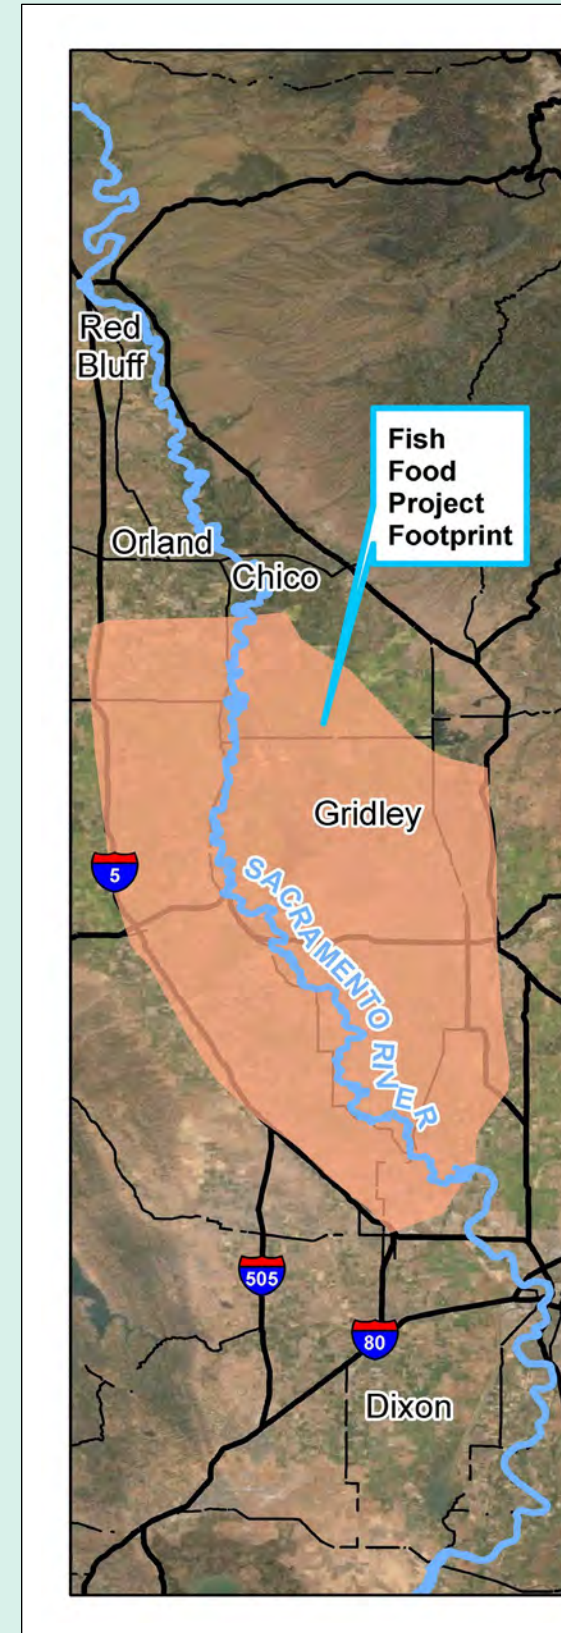 Red
Bluff
Fish
Food
Project
Footprint
Orland
Chico
Gridley
5
SACRAMENTO RIVER
505
80
Dixon